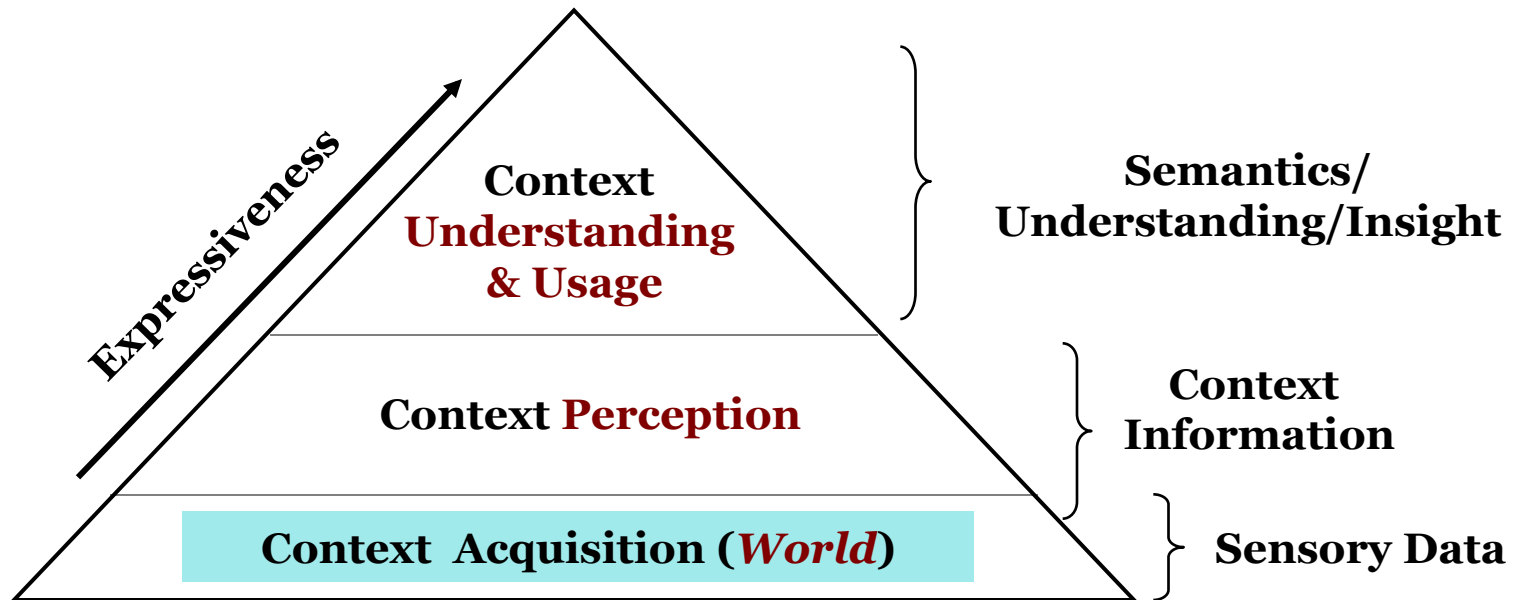 Expressiveness
Context
Understanding
& Usage
Semantics/
Understanding/Insight
Context Perception
Context
Information
Context Acquisition (World)
Sensory Data